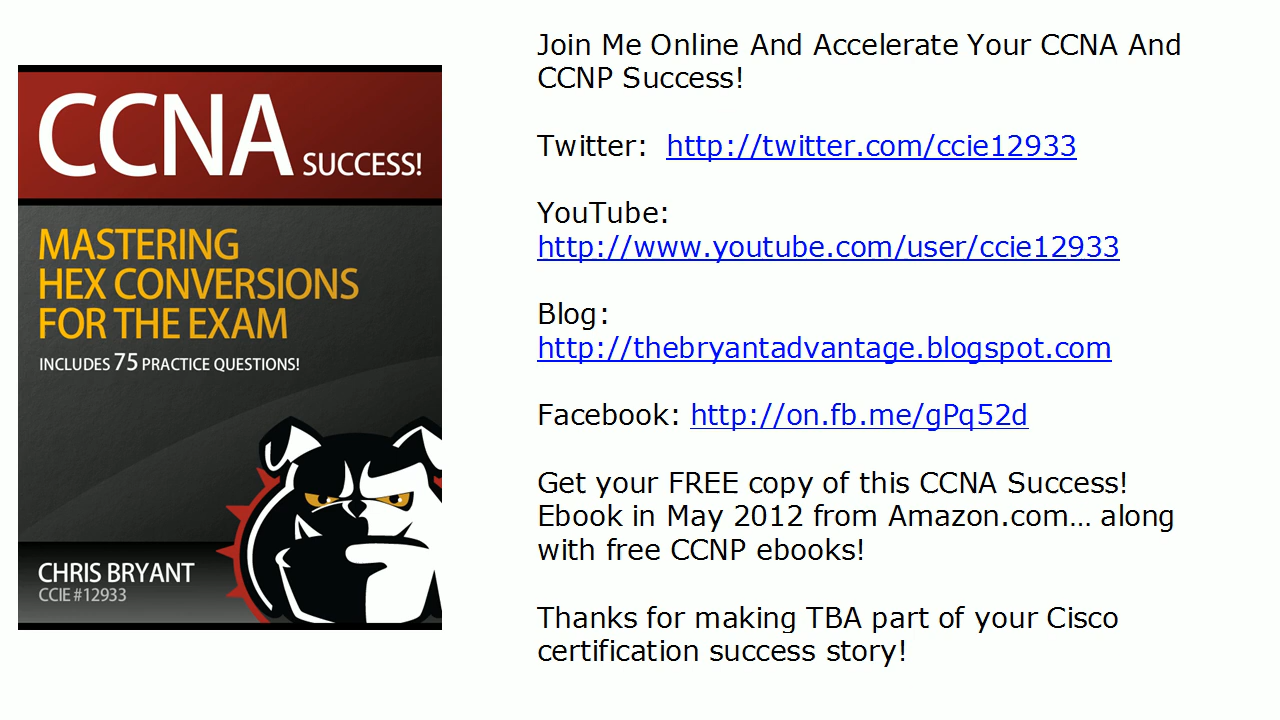 CCNA SUCCESS!
MASTERING
HEX CONVERSIONS
FOR THE EXAM
INCLUDES 75 PRACTICE QUESTIONS!
CHRIS BRYANT
CCIE #12933
Join Me Online And Accelerate Your CCNA And
CCNP Success!
Twitter: http://twitter.com/ccie12933
YouTube:
http://www.youtube.com/user/ccie12933
Blog:
http://thebryantadvantage.blogspot.com
Facebook: http://on.fb.me/gPq52d
Get your FREE copy of this CCNA Success!
Ebook in May 2012 from Amazon.com… along
with free CCNP ebooks!
Thanks for making TBA part of your Cisco
certification success story!